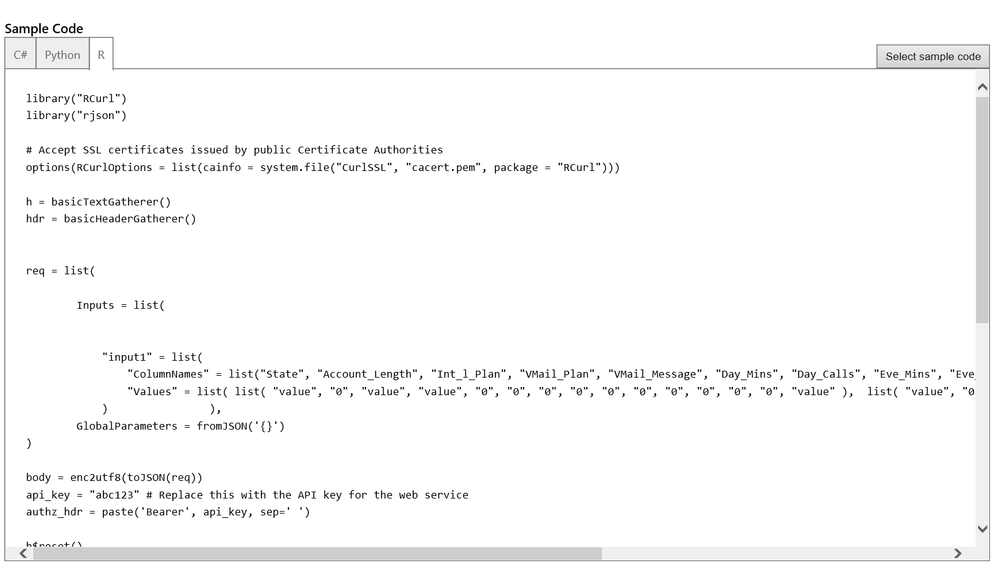 Sample Code
C# Python R Select sample code
library("RCurl")
library("rjson")
# Accept SSL certificates issued by public Certificate Authorities
options(RCurlOptions = list(cainfo = system.file("CurlSSL", "cacert.pem", package = "RCurl")))
h = basicTextGatherer()
hdr = basicHeaderGatherer()
req = list(
Inputs = list(
"input1" = list(
"ColumnNames" = list("State", "Account_Length", "Int_l_Plan", "VMail_Plan", "VMail_Message", "Day_Mins", "Day_Calls", "Eve_Mins", "Eve_
"Values" = list( list( "value", "0", "value", "value", "0", "0", "0", "0", "0", "0", "0", "0", "0", "0", "value" ), list( "value", "0
) ),
GlobalParameters = fromJSON('{}')
)
body = enc2utf8(toJSON(req))
api_key = "abc123" # Replace this with the API key for the web service
authz_hdr = paste('Bearer', api_key, sep=' ')
h$reset()